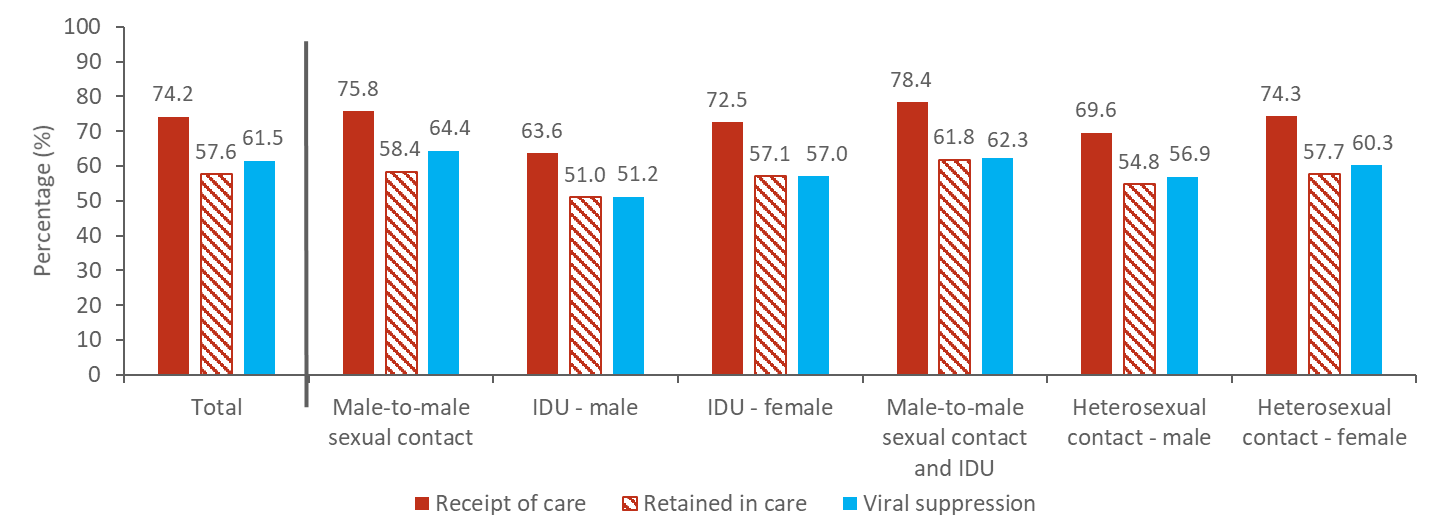 Percentage (%)
100
90
80
70
60
50
40
30
20
10
0
74.2
57.6
61.5
75.8
58.4
64.4
63.6
51.0
51.2
72.5
57.1
57.0
78.4
61.8
62.3
69.6
54.8
56.9
74.3
57.7
60.3
Total
Male-to-male
sexual contact
IDU - male
IDU - female
Male-to-male
sexual contact
and IDU
Heterosexual
contact - male
Heterosexual
contact - female
Receipt of care
Retained in care
Viral suppression